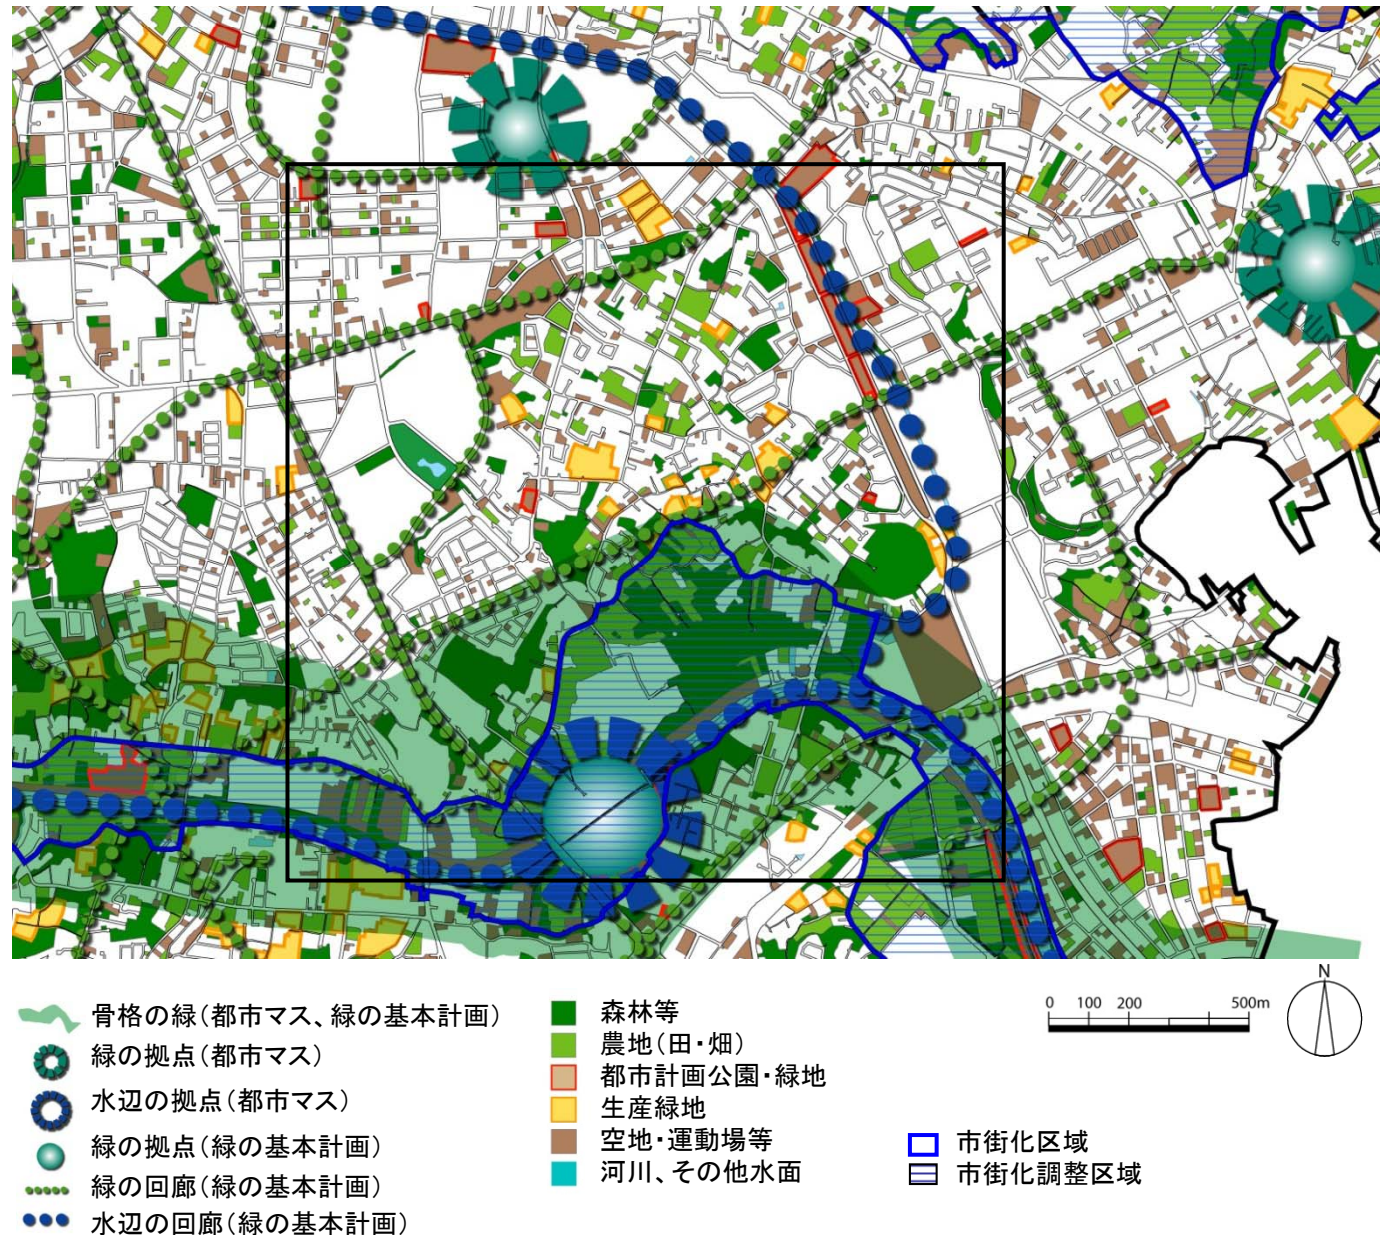 骨格の緑(都市マス、緑の基本計画)
緑の拠点(都市マス)
水辺の拠点(都市マス)
緑の拠点(緑の基本計画)
緑の回廊(緑の基本計画)
水辺の回廊(緑の基本計画)
森林等
農地(田・畑)
都市計画公園・緑地
生産緑地
空地・運動場等
河川、その他水面
市街化区域
市街化調整区域
0 100 200 500m
N